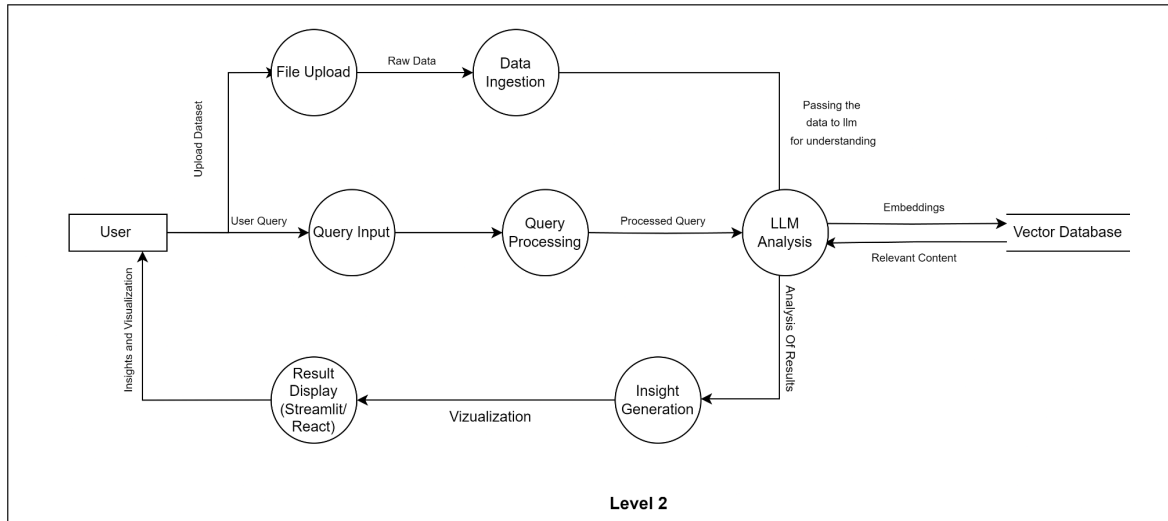 File Upload
Raw Data
Data
Ingestion
Upload Dataset
Passing the
data to llm
for understanding
User
User Query
Query Input
Query
Processing
Processed Query
LLM
Analysis
Embeddings
Relevant Content
Vector Database
Insights and Visualization
Analysis Of Results
Result
Display
(Streamlit/
React)
Vizualization
Insight
Generation
Level 2